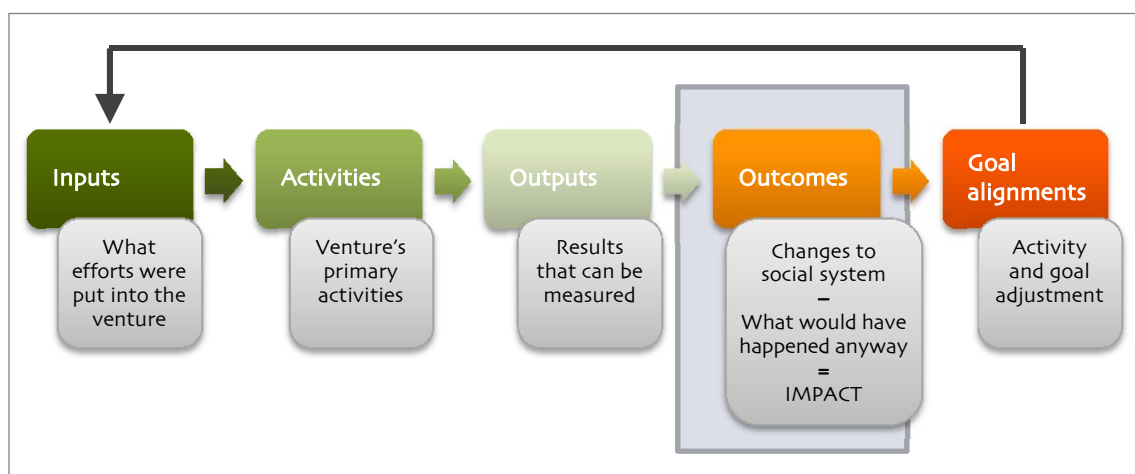 Inputs
What
efforts were
put into the
venture
Activities
Venture’s
primary
activities
Outputs
Results
that can be
measured
Outcomes
Changes to
social system
–
What would have
happened anyway
=
IMPACT
Goal
alignments
Activity
and goal
adjustment